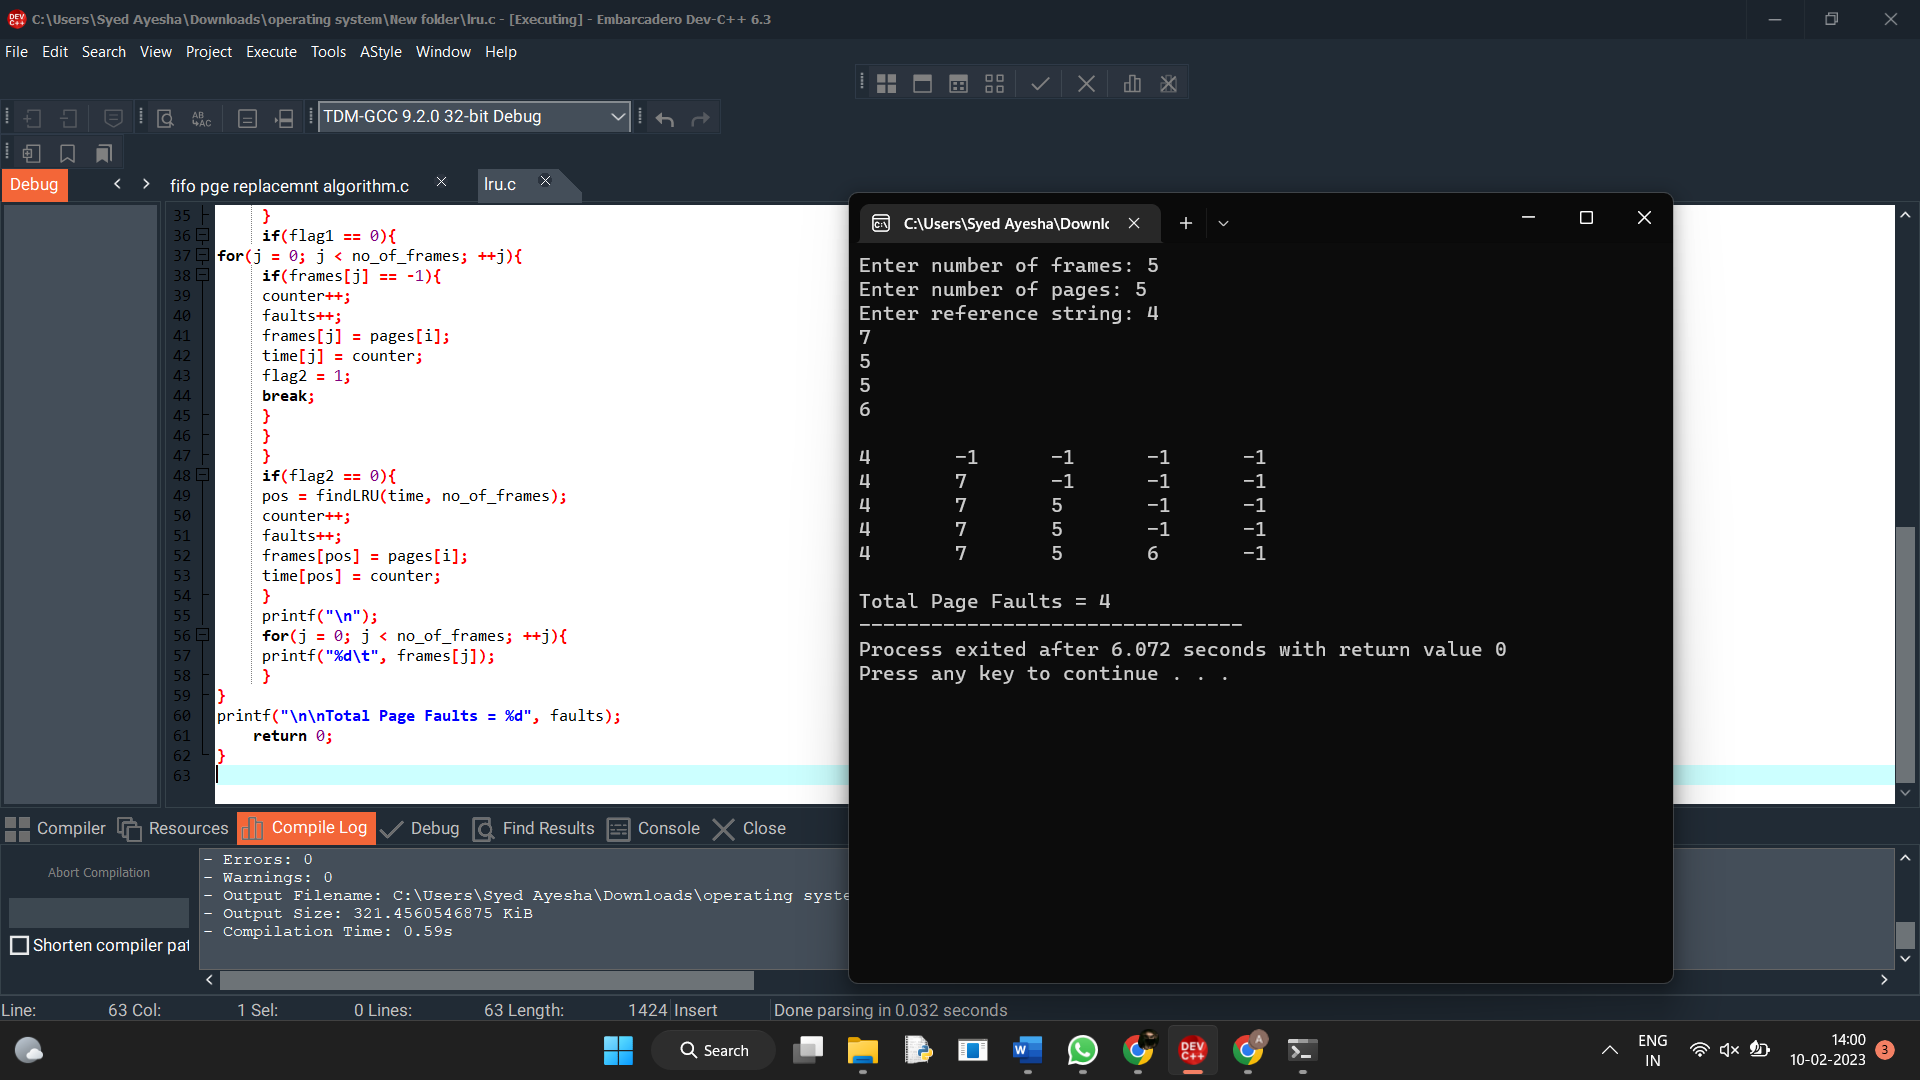 C:\Users\Syed Ayesha\Downloads\operating system\New folder\lru.c - [Executing] - Embarcadero Dev-C++ 6.3
File Edit Search View Project Execute Tools AStyle Window Help
TDM-GCC 9.2.0 32-bit Debug
Debug
fifo pge replacemnt algorithm.c
lru.c
35 }
36 if(flag1 == 0){
37 for(j = 0; j < no_of_frames; ++j){
38 if(frames[j] == -1){
39 counter++;
40 faults++;
41 frames[j] = pages[i];
42 time[j] = counter;
43 flag2 = 1;
44 break;
45 }
46 }
47 }
48 if(flag2 == 0){
49 pos = findLRU(time, no_of_frames);
50 counter++;
51 faults++;
52 frames[pos] = pages[i];
53 time[pos] = counter;
54 }
55 printf("\n");
56 for(j = 0; j < no_of_frames; ++j){
57 printf("%d\t", frames[j]);
58 }
59 }
60 printf("\n\nTotal Page Faults = %d", faults);
61 return 0;
62 }
63
C:\Users\Syed Ayesha\Downl
Enter number of frames: 5
Enter number of pages: 5
Enter reference string: 4
7
5
5
6
4 -1 -1 -1 -1
4 7 -1 -1 -1
4 7 5 -1 -1
4 7 5 -1 -1
4 7 5 6 -1
Total Page Faults = 4
--------------------------------
Process exited after 6.072 seconds with return value 0
Press any key to continue . . .
Compiler Resources Compile Log Debug Find Results Console Close
Abort Compilation
Shorten compiler pat
- Errors: 0
- Warnings: 0
- Output Filename: C:\Users\Syed Ayesha\Downloads\operating syste
- Output Size: 321.4560546875 KiB
- Compilation Time: 0.59s
Line: 63 Col: 1 Sel: 0 Lines: 63 Length: 1424 Insert Done parsing in 0.032 seconds
Search
ENG
IN
14:00
10-02-2023
3